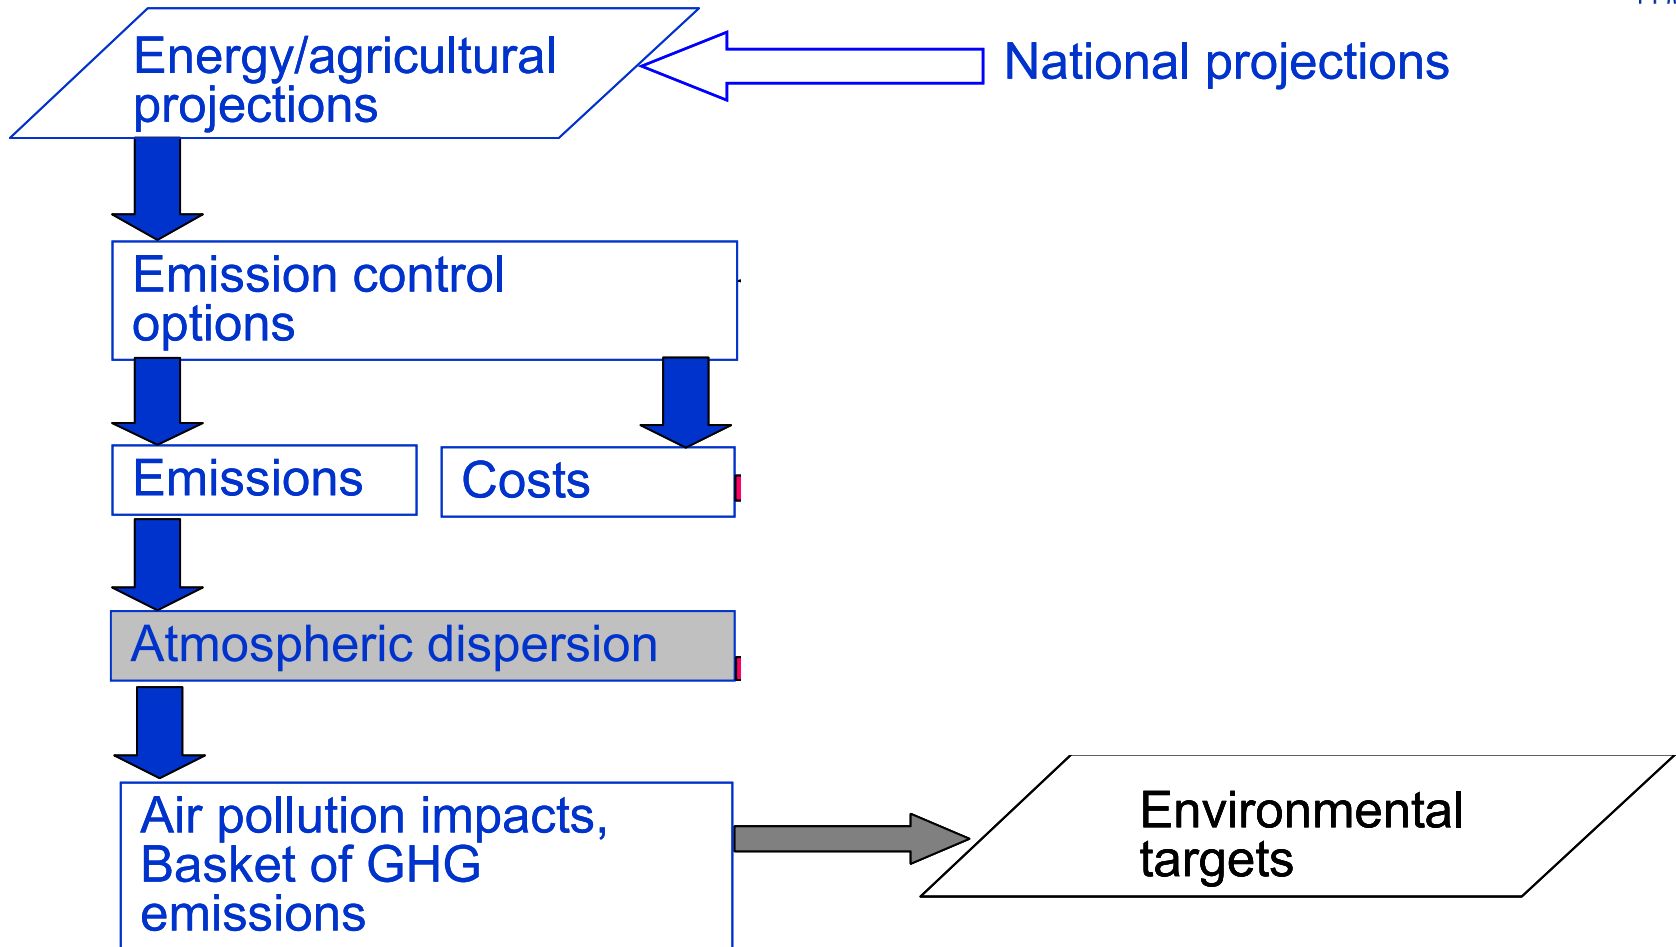 Energy/agricultural
projections
National projections
Emission control
options
Emissions
Costs
Atmospheric dispersion
Air pollution impacts,
Basket of GHG
emissions
Environmental
targets